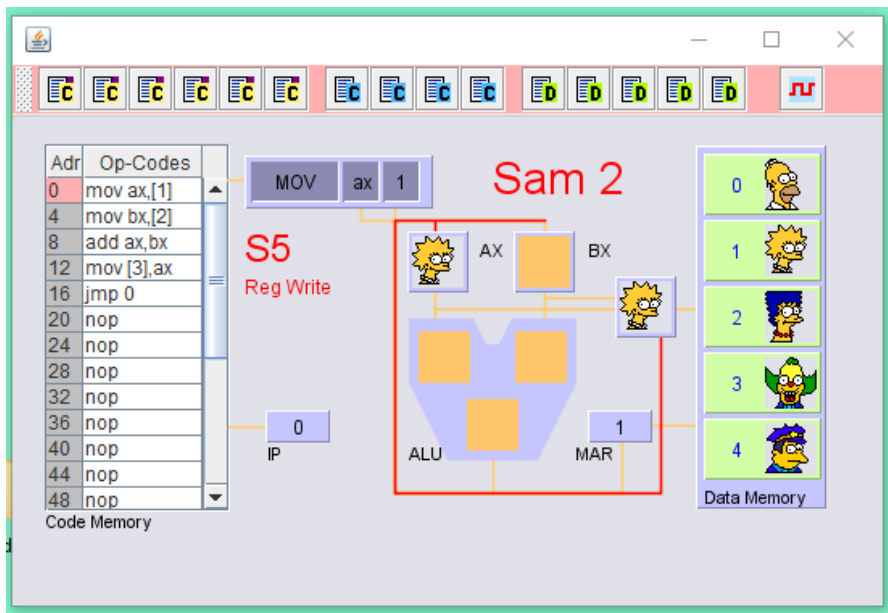 C C C C C C C C C C D D D D D
Adr Op-Codes
0 mov ax,[1]
4 mov bx,[2]
8 add ax,bx
12 mov [3],ax
16 jmp 0
20 nop
24 nop
28 nop
32 nop
36 nop
40 nop
44 nop
48 nop
Code Memory
MOV ax 1
Sam 2
S5
Reg Write
AX
BX
0
IP
ALU
1
MAR
0
1
2
3
4
Data Memory